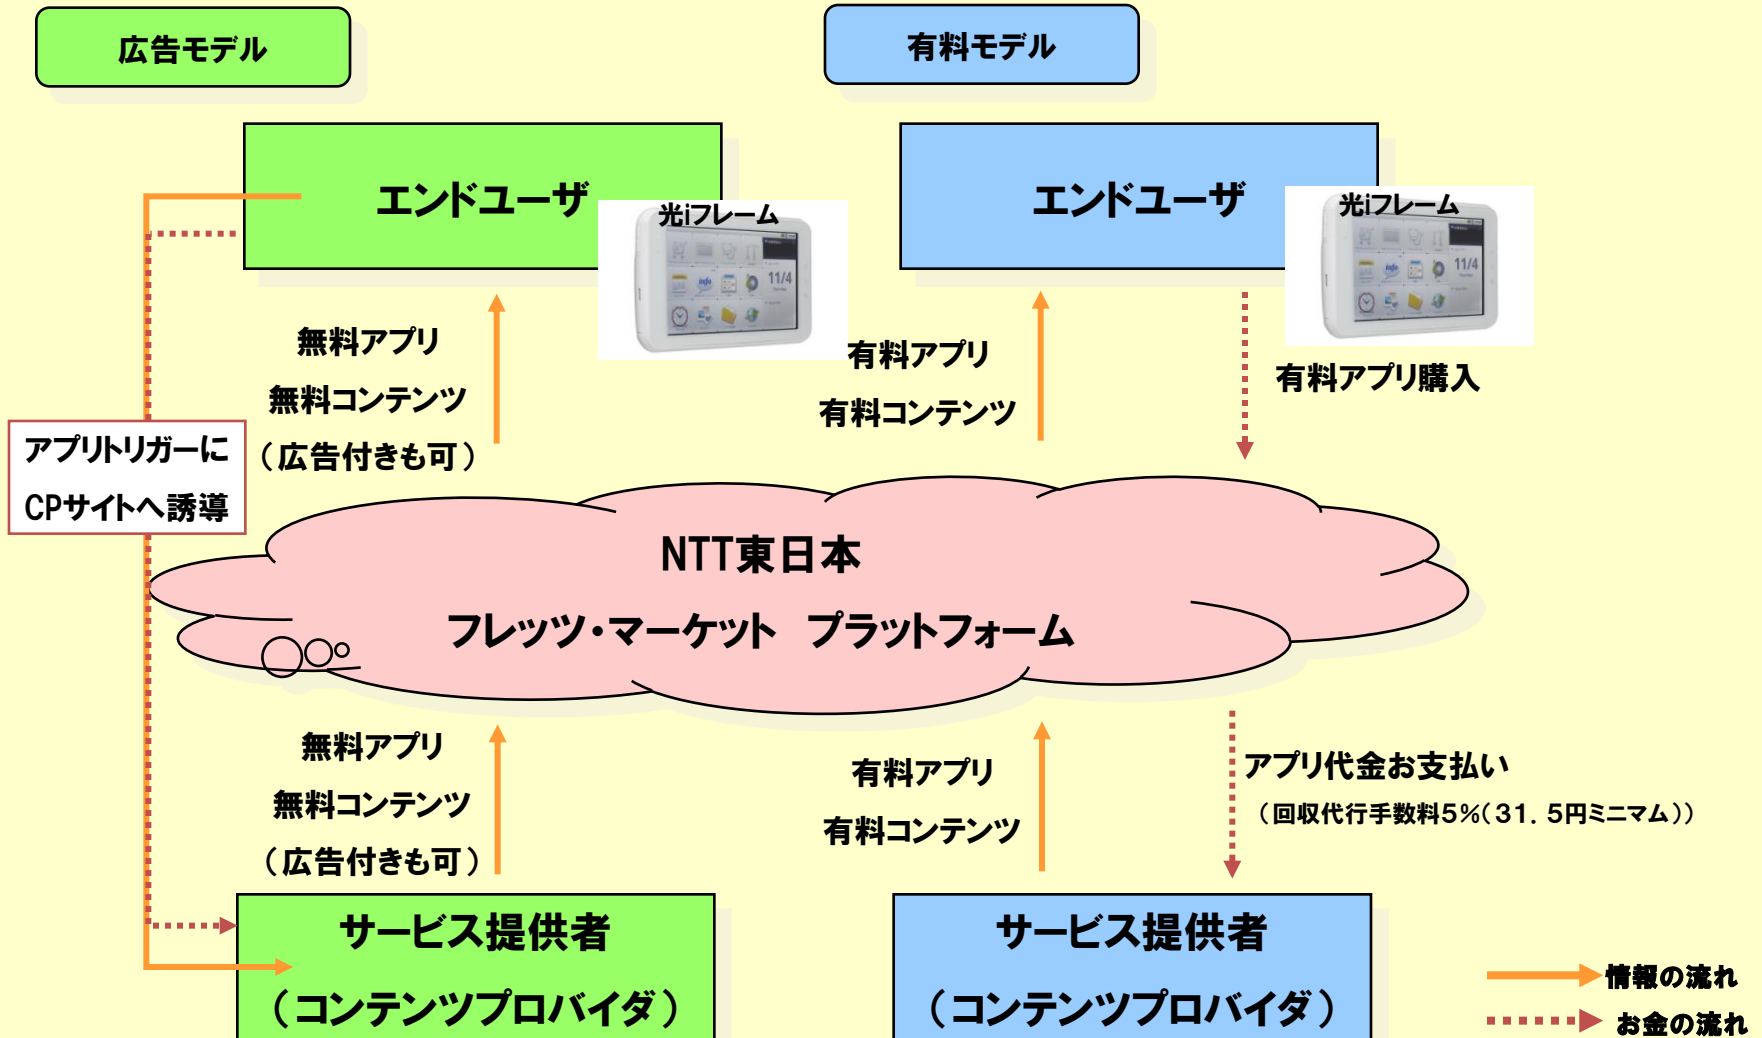 広告モデル
有料モデル
エンドユーザ
光iフレーム
11/4
info
エンドユーザ
光iフレーム
11/4
info
無料アプリ
無料コンテンツ
（広告付きも可）
有料アプリ
有料コンテンツ
有料アプリ購入
アプリトリガーに
CPサイトへ誘導
NTT東日本
フレッツ・マーケット　プラットフォーム
無料アプリ
無料コンテンツ
（広告付きも可）
有料アプリ
有料コンテンツ
アプリ代金お支払い
（回収代行手数料5%（31．5円ミニマム））
サービス提供者
（コンテンツプロバイダ）
サービス提供者
（コンテンツプロバイダ）
情報の流れ
お金の流れ